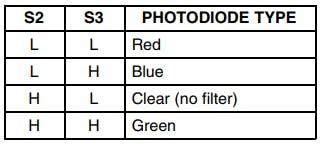 S2 S3 PHOTODIODE TYPE
L L Red
L H Blue
H L Clear (no filter)
H H Green